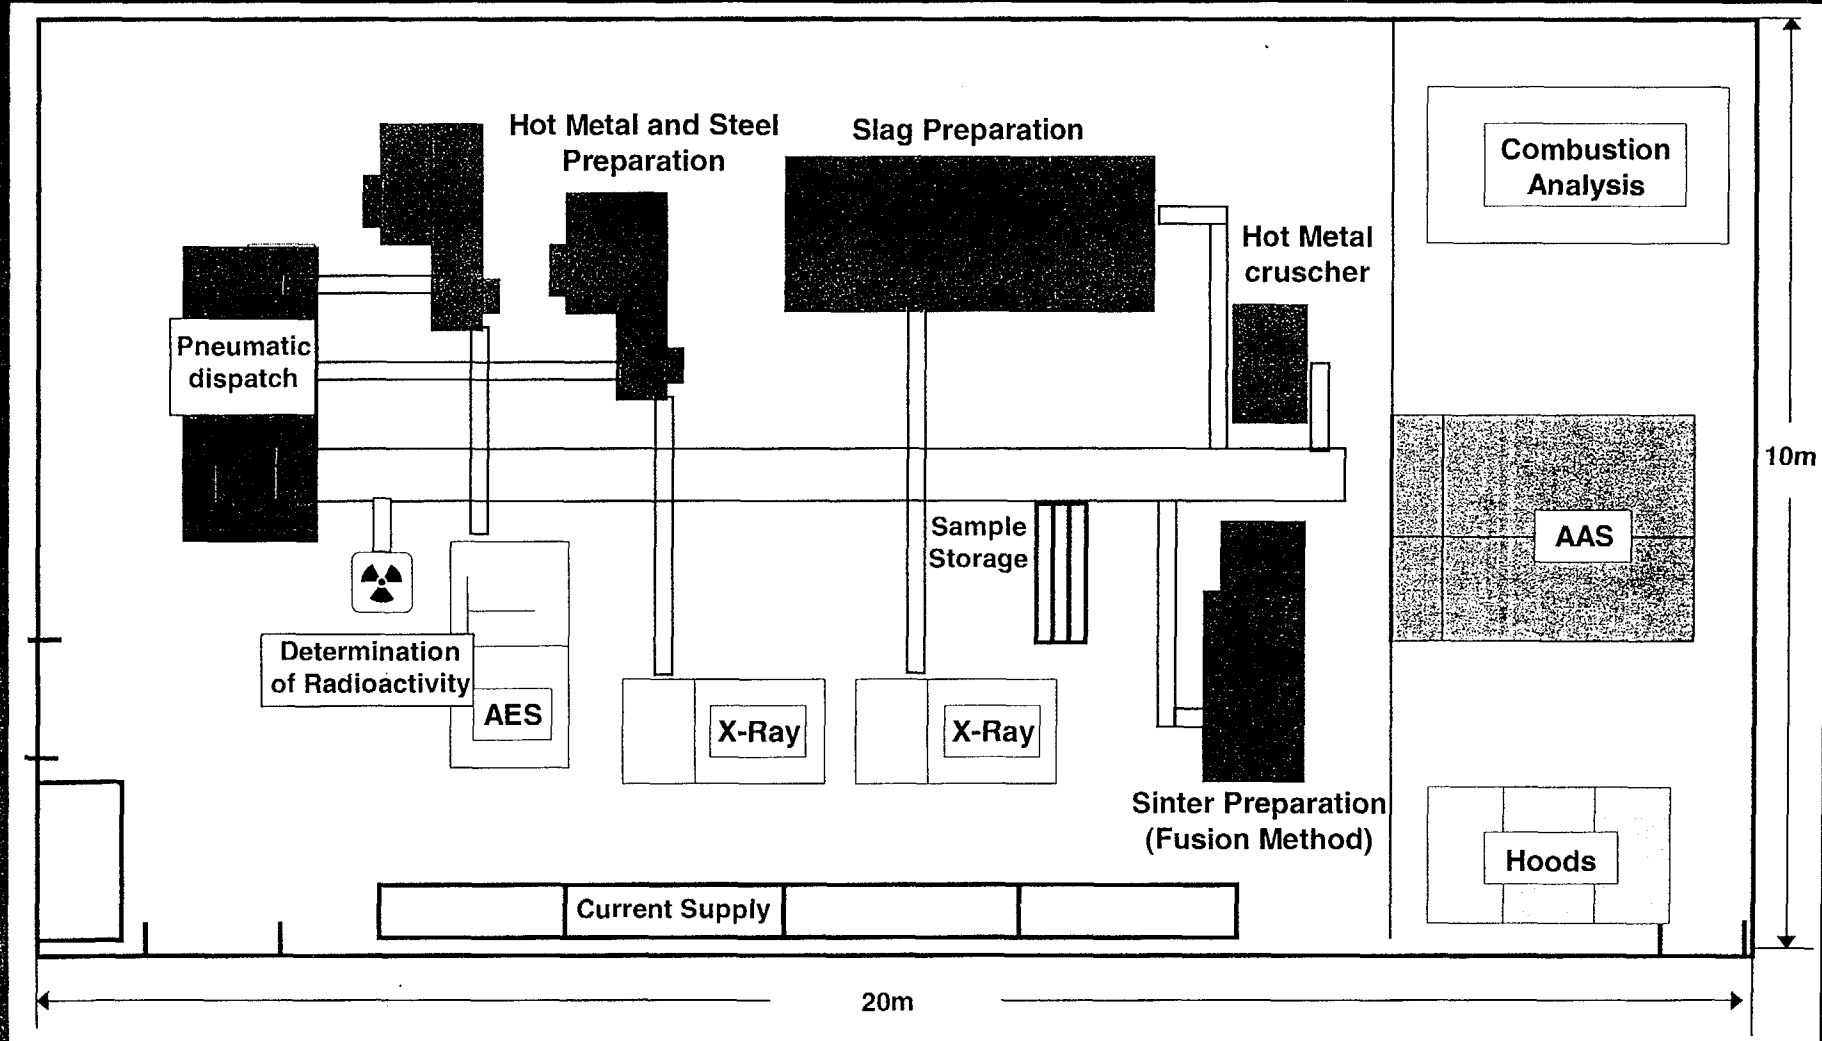 Hot Metal and Steel
Preparation
Slag Preparation
Combustion
Analysis
Hot Metal
cruscher
Pneumatic
dispatch
10m
Sample
Storage
AAS
Determination
of Radioactivity
AES
X-Ray
X-Ray
Sinter Preparation
(Fusion Method)
Hoods
Current Supply
20m